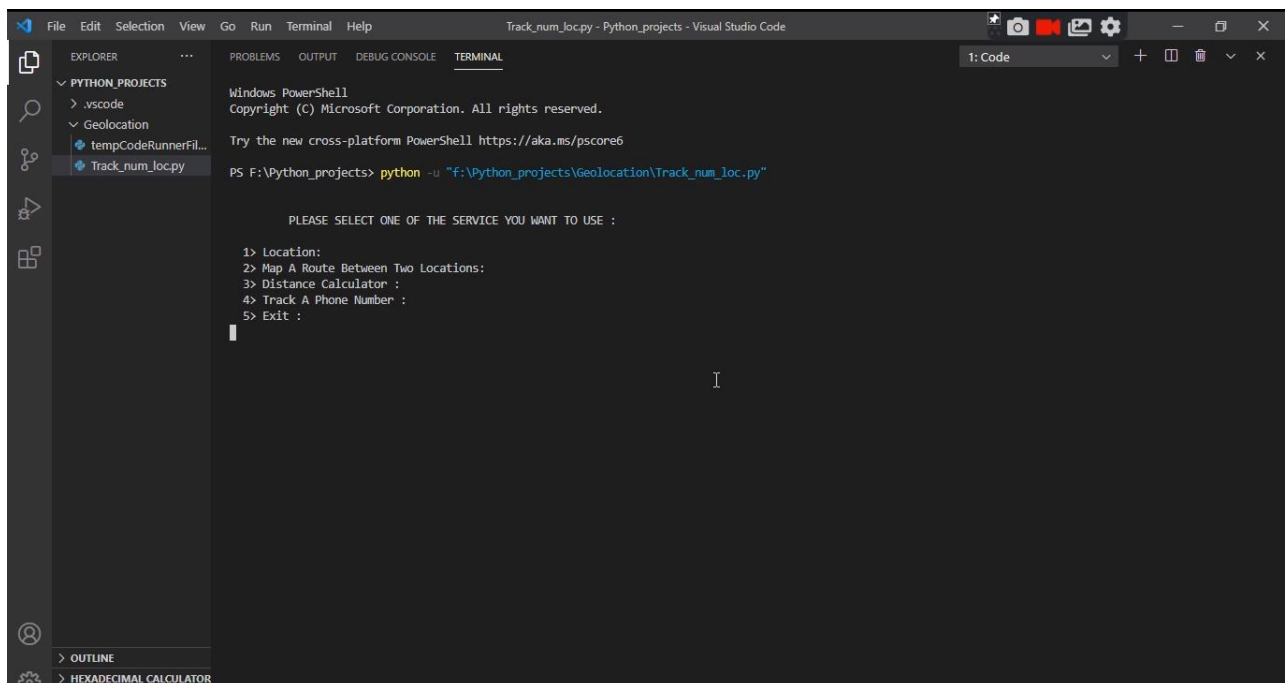 File Edit Selection View Go Run Terminal Help Track_num_loc.py - Python_projects - Visual Studio Code
EXPLORER ...
PYTHON_PROJECTS
.vscode
Geolocation
tempCodeRunnerFil...
Track_num_loc.py
OUTLINE
HEXADECIMAL CALCULATOR
PROBLEMS OUTPUT DEBUG CONSOLE TERMINAL 1: Code
Windows PowerShell
Copyright (C) Microsoft Corporation. All rights reserved.
Try the new cross-platform PowerShell https://aka.ms/pscore6
PS F:\Python_projects> python -u "f:\Python_projects\Geolocation\Track_num_loc.py"
PLEASE SELECT ONE OF THE SERVICE YOU WANT TO USE :
1> Location:
2> Map A Route Between Two Locations:
3> Distance Calculator :
4> Track A Phone Number :
5> Exit :